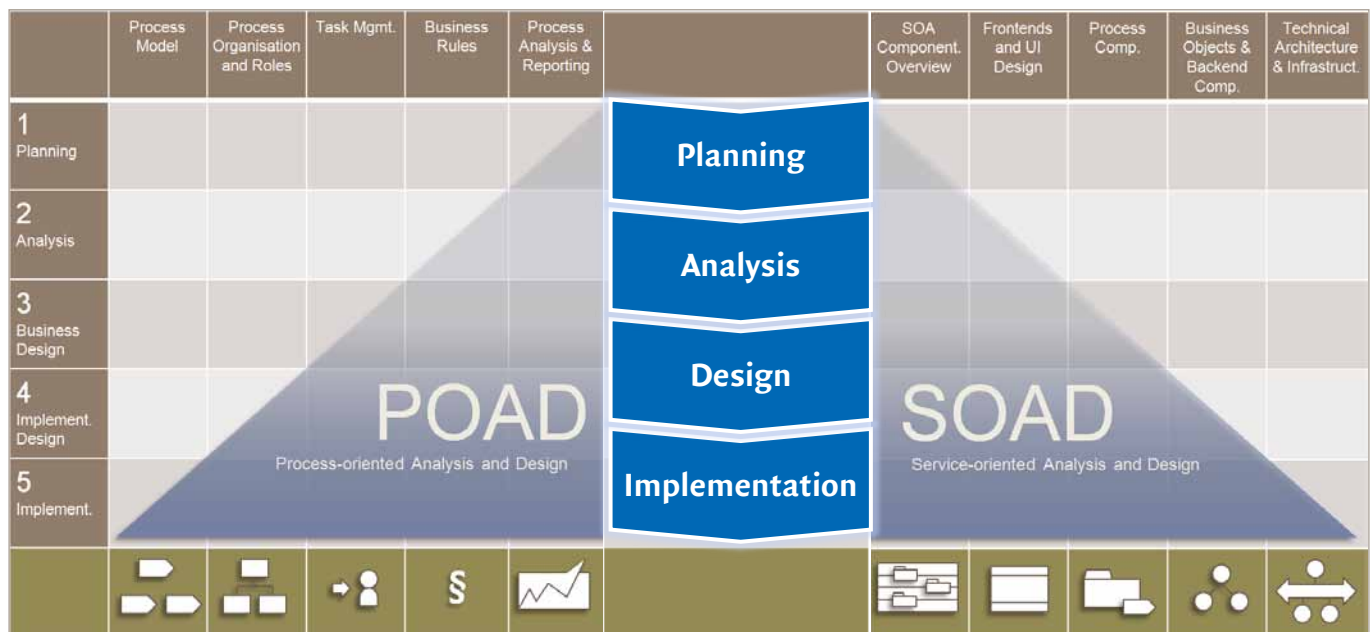 Process
Model
Process
Organisation
and Roles
Task Mgmt.
Business
Rules
Process
Analysis &
Reporting
SOA
Component.
Overview
Frontends
and UI
Design
Process
Comp.
Business
Objects &
Backend
Comp.
Technical
Architecture
& Infrastruct.
1
Planning
2
Analysis
3
Business
Design
4
Implement.
Design
5
Implement.
Planning
Analysis
Design
Implementation
POAD
Process-oriented Analysis and Design
SOAD
Service-oriented Analysis and Design
§